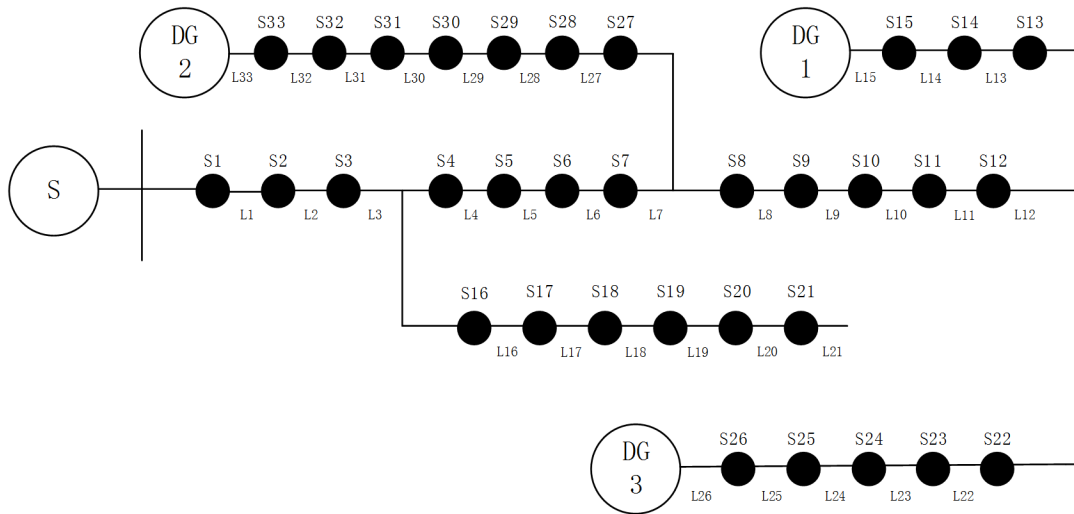 S33 S32 S31 S30 S29 S28 S27
DG
2
L33 L32 L31 L30 L29 L28 L27
S15 S14 S13
DG
1
L15 L14 L13
S1 S2 S3 S4 S5 S6 S7 S8 S9 S10 S11 S12
S
L1 L2 L3 L4 L5 L6 L7 L8 L9 L10 L11 L12
S16 S17 S18 S19 S20 S21
L16 L17 L18 L19 L20 L21
S26 S25 S24 S23 S22
DG
3
L26 L25 L24 L23 L22